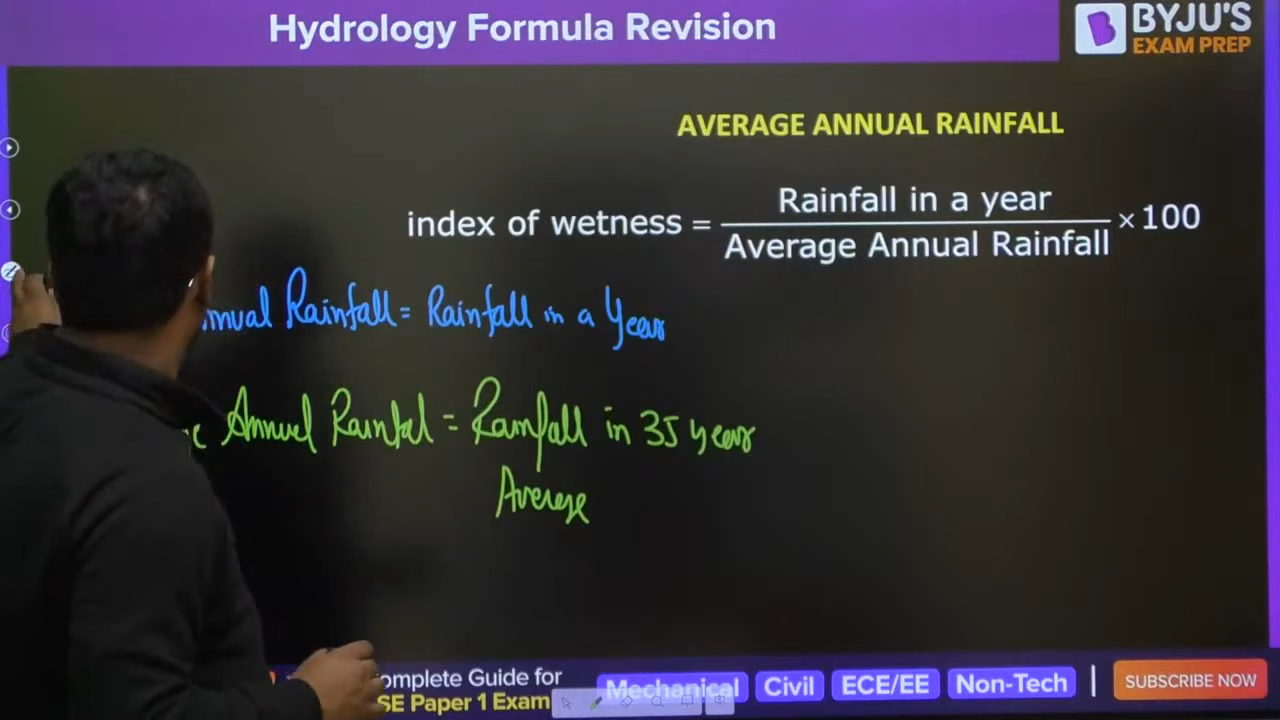 Hydrology Formula Revision
BYJU'S
EXAM PREP
AVERAGE ANNUAL RAINFALL
index of wetness = Rainfall in a year / Average Annual Rainfall × 100
nnual Rainfall = Rainfall in a Year
Annuel Rainfal = Rainfall in 35 year
Average
omplete Guide for
SE Paper 1 Exam
Mechanical
Civil
ECE/EE
Non-Tech
SUBSCRIBE NOW